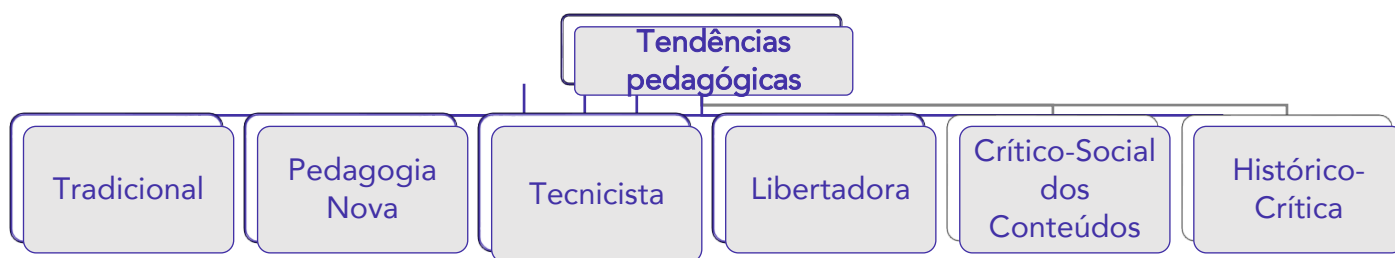 Tendências
pedagógicas
Tradicional
Pedagogia
Nova
Tecnicista
Libertadora
Crítico-Social
dos
Conteúdos
Histórico-
Crítica